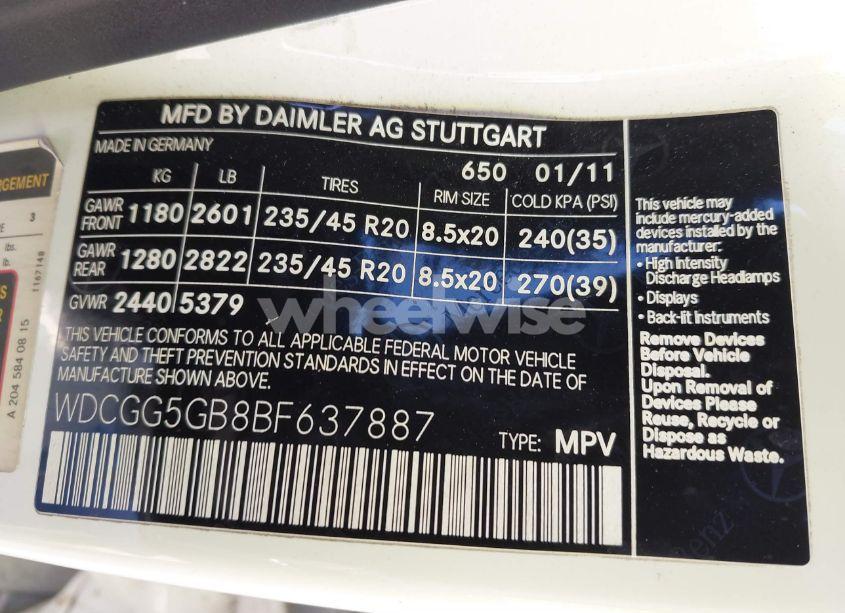 MFD BY DAIMLER AG STUTTGART
MADE IN GERMANY
650 01/11
KG LB TIRES RIM SIZE COLD KPA (PSI)
GAWR FRONT 1180 2601 235/45 R20 8.5x20 240(35)
GAWR REAR 1280 2822 235/45 R20 8.5x20 270(39)
GVWR 2440 5379
THIS VEHICLE CONFORMS TO ALL APPLICABLE FEDERAL MOTOR VEHICLE
SAFETY AND THEFT PREVENTION STANDARDS IN EFFECT ON THE DATE OF
MANUFACTURE SHOWN ABOVE.
WDCGG5GB8BF637887
TYPE: MPV
This vehicle may
include mercury-added
devices installed by the
manufacturer:
• High Intensity
Discharge Headlamps
• Displays
• Back-lit Instruments
Remove Devices
Before Vehicle
Disposal.
Upon Removal of
Devices Please
Reuse, Recycle or
Dispose as
Hazardous Waste.
wheelwise
3
lbs.
1167148
A 204 584 08 15